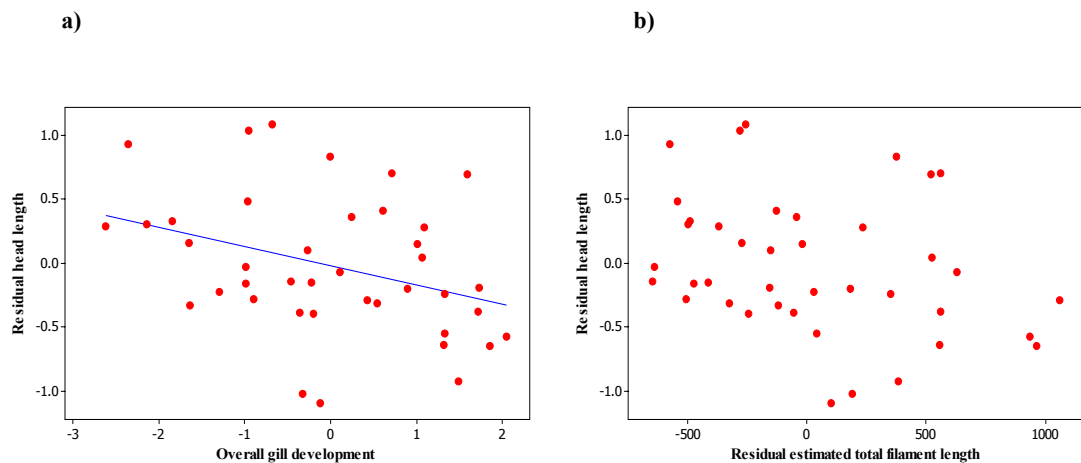 a)
b)
Residual head length
1.0
0.5
0.0
-0.5
-1.0
-3 -2 -1 0 1 2
Overall gill development
Residual head length
1.0
0.5
0.0
-0.5
-1.0
-500 0 500 1000
Residual estimated total filament length